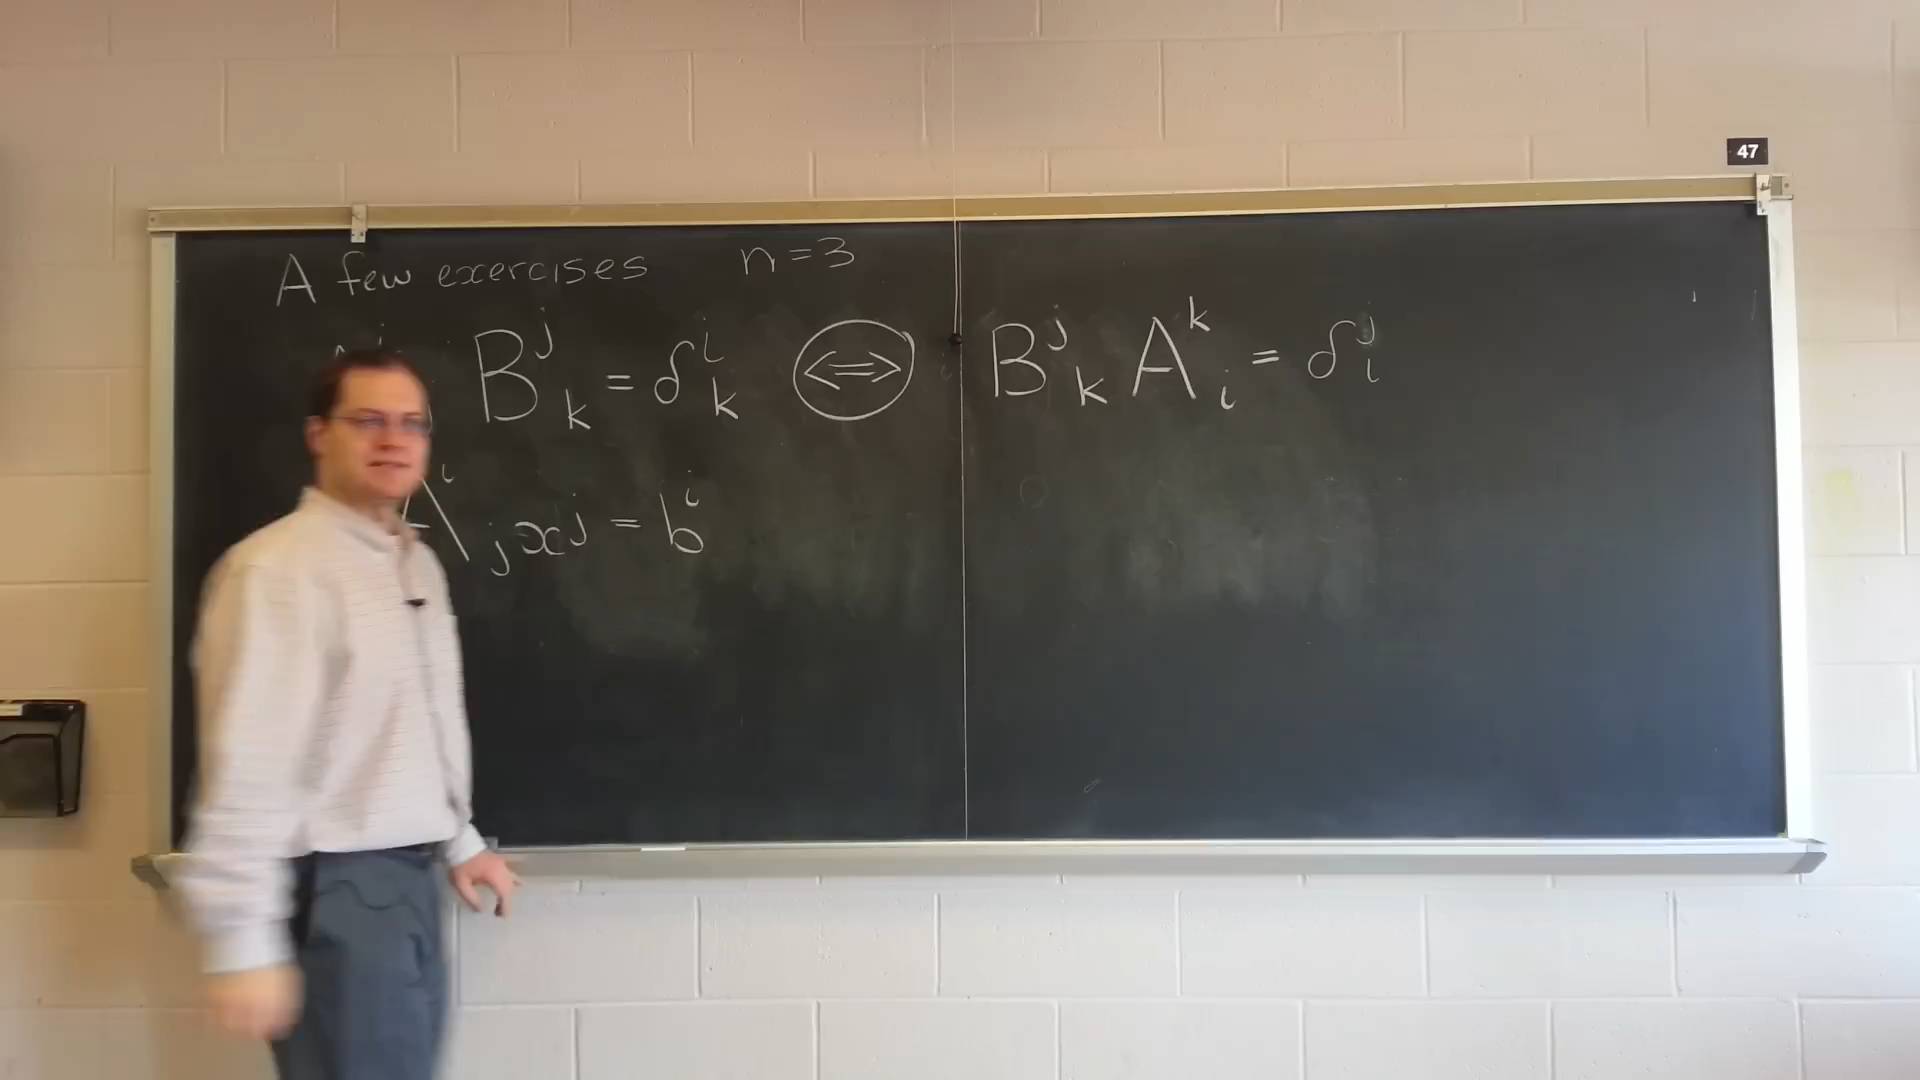 47
A few exercises n=3
B^j_k = δ^i_k ⟺ B^j_k A^k_i = δ^j_i
A^i_j x^j = b^i